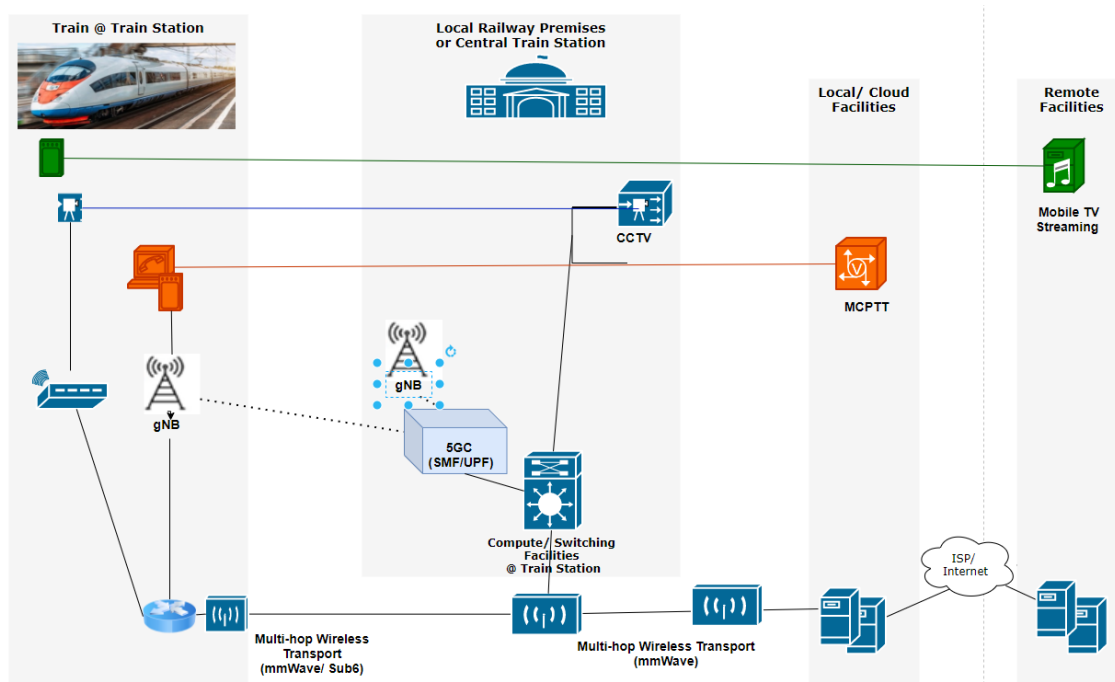 Train @ Train Station
Local Railway Premises
or Central Train Station
Local/ Cloud
Facilities
Remote
Facilities
Mobile TV
Streaming
CCTV
V
MCPTT
gNB
gNB
5GC
(SMF/UPF)
Compute/ Switching
Facilities
@ Train Station
ISP/
Internet
Multi-hop Wireless
Transport
(mmWave/ Sub6)
Multi-hop Wireless Transport
(mmWave)